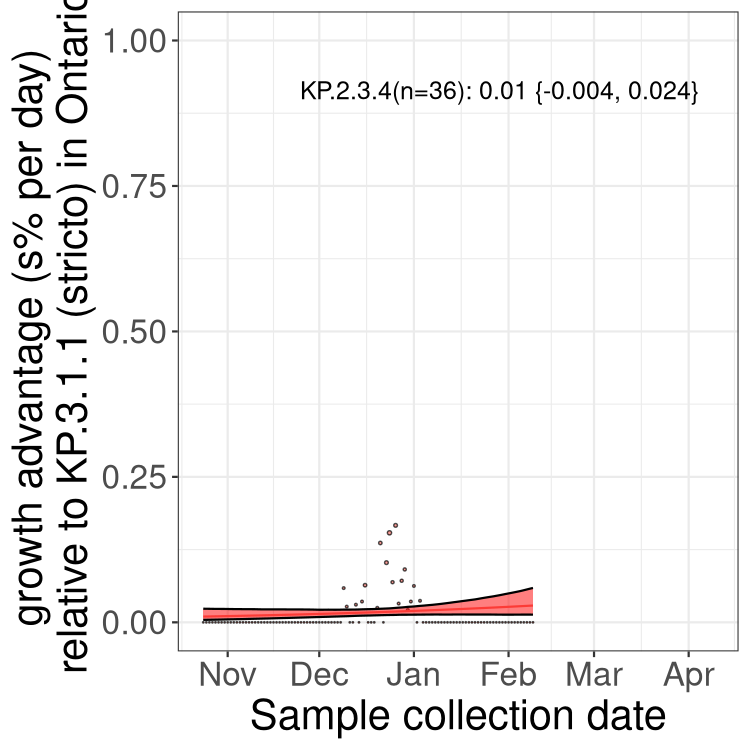 growth advantage (s% per day)
relative to KP.3.1.1 (stricto) in Ontario
1.00
0.75
0.50
0.25
0.00
KP.2.3.4(n=36): 0.01 {-0.004, 0.024}
Nov Dec Jan Feb Mar Apr
Sample collection date